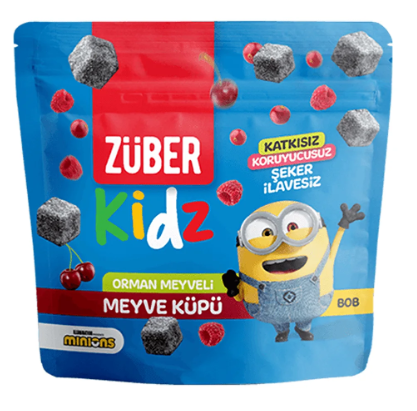 ZÜBER
Kidz
KATKISIZ
KORUYUCUSUZ
ŞEKER
İLAVESİZ
ORMAN MEYVELİ
MEYVE KÜPÜ
BOB
minions